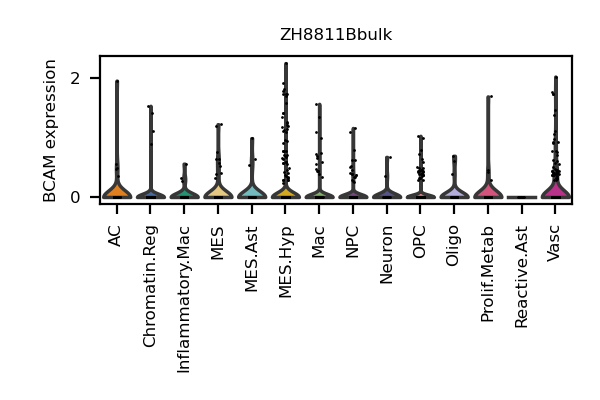 ZH8811Bbulk
BCAM expression
2
0
AC
Chromatin.Reg
Inflammatory.Mac
MES
MES.Ast
MES.Hyp
Mac
NPC
Neuron
OPC
Oligo
Prolif.Metab
Reactive.Ast
Vasc